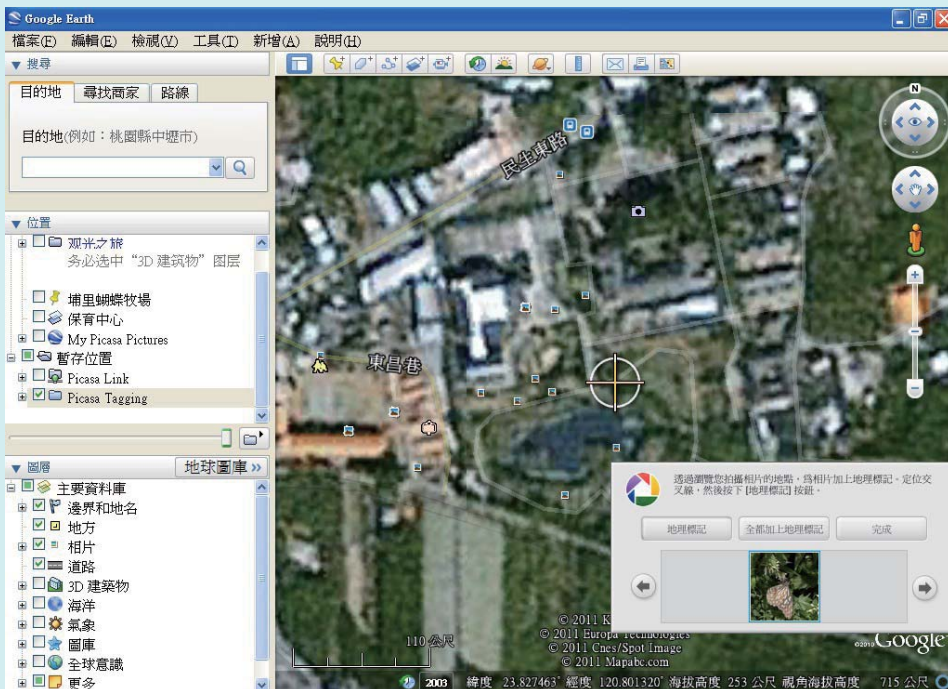 Google Earth
檔案(F) 編輯(E) 檢視(V) 工具(T) 新增(A) 說明(H)
▼ 搜尋
目的地 尋找商家 路線
目的地(例如：桃園縣中壢市)
▼ 位置
观光之旅
务必选中“3D 建筑物”图层
埔里蝴蝶牧場
保育中心
My Picasa Pictures
暫存位置
Picasa Link
Picasa Tagging
▼ 圖層
地球圖庫 »
主要資料庫
邊界和地名
地方
相片
道路
3D 建築物
海洋
氣象
圖庫
全球意識
更多
N
民生東路
東昌巷
透過瀏覽您拍攝相片的地點，為相片加上地理標記。定位交
叉線，然後按下 [地理標記] 按鈕。
地理標記 全部加上地理標記 完成
110 公尺
© 2011 K
© 2011 Europa Technologies
© 2011 Cnes/Spot Image
© 2011 Mapabc.com
©2010 Google
2003 緯度 23.827463° 經度 120.801320° 海拔高度 253 公尺 視角海拔高度 715 公尺